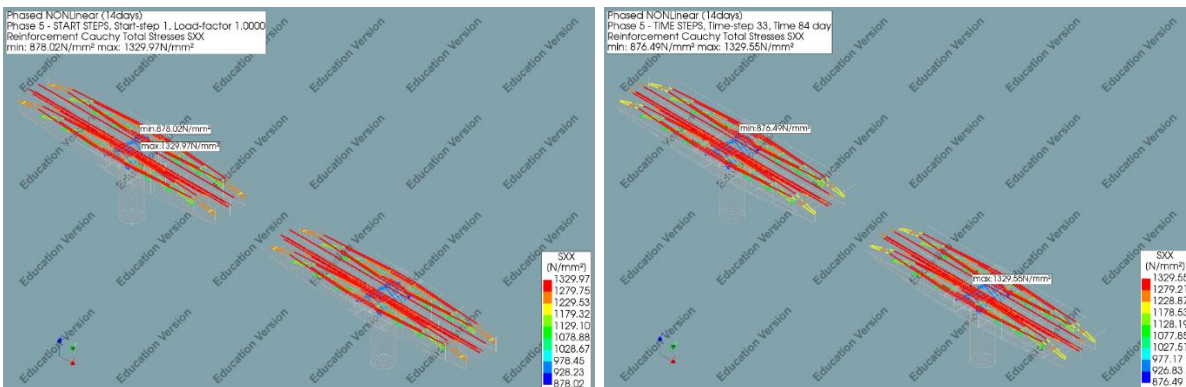 Phased NONLinear (14days)
Phase 5 - START STEPS, Start-step 1, Load-factor 1.0000
Reinforcement Cauchy Total Stresses SXX
min: 878.02N/mm² max: 1329.97N/mm²
min:878.02N/mm²
max:1329.97N/mm²
SXX
(N/mm²)
1329.97
1279.75
1229.53
1179.32
1129.10
1078.88
1028.67
978.45
928.23
878.02
Education Version
Phased NONLinear (14days)
Phase 5 - TIME STEPS, Time-step 33, Time 84 day
Reinforcement Cauchy Total Stresses SXX
min: 876.49N/mm² max: 1329.55N/mm²
min:876.49N/mm²
max:1329.55N/mm²
SXX
(N/mm²)
1329.55
1279.21
1228.87
1178.53
1128.19
1077.85
1027.51
977.17
926.83
876.49
Education Version